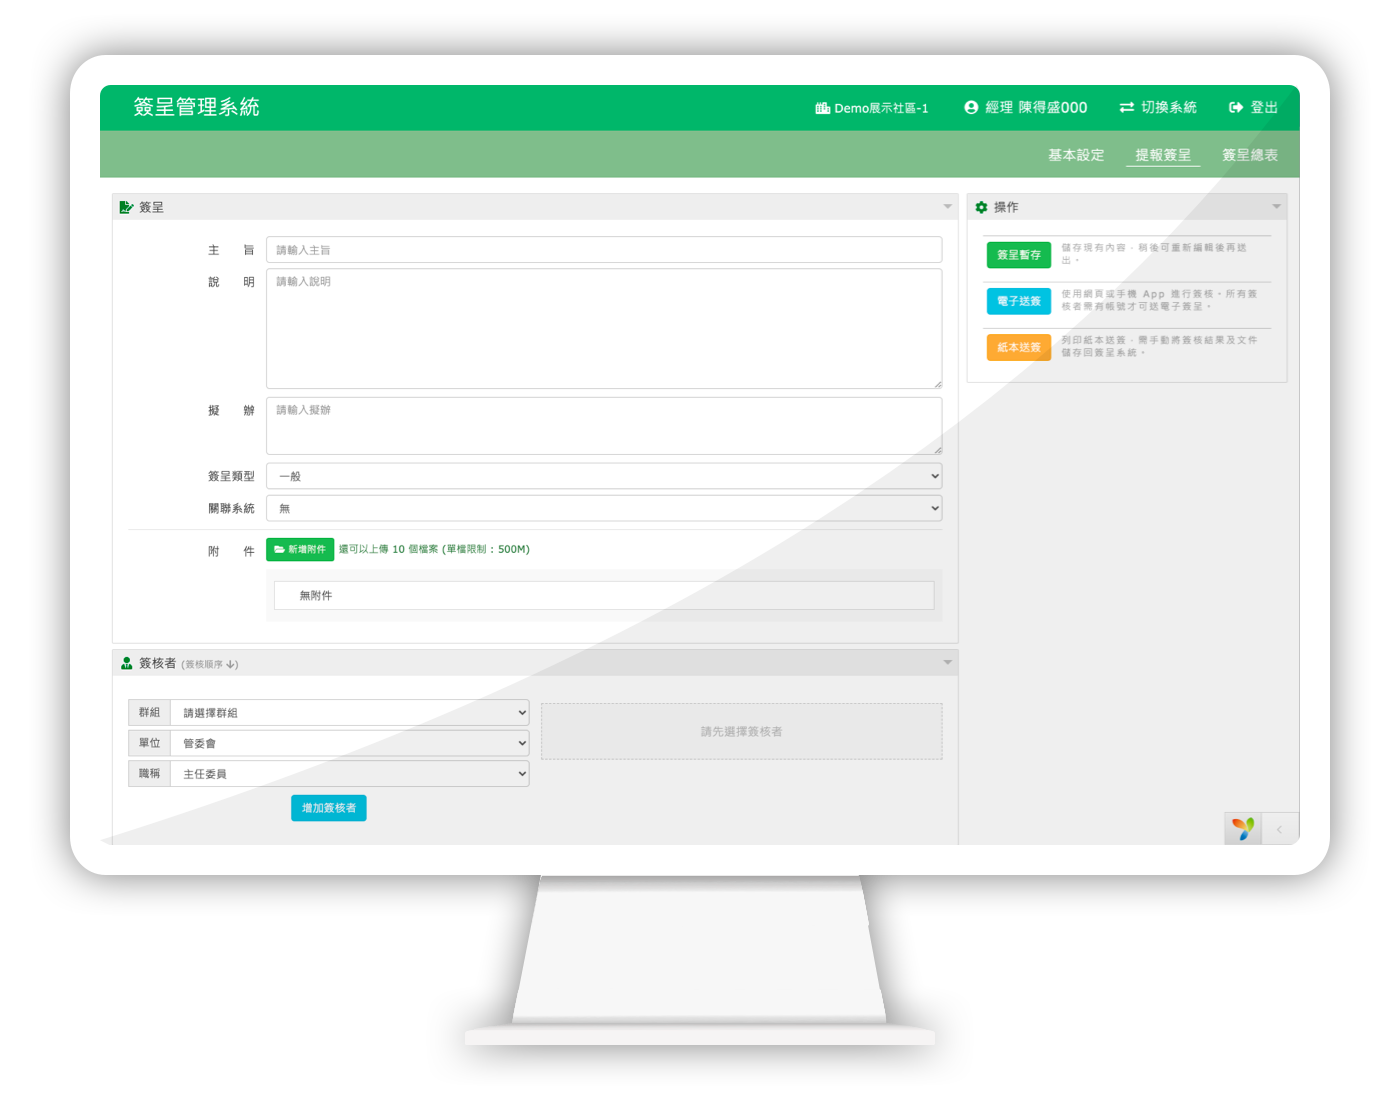 簽呈管理系統
Demo展示社區-1 經理 陳得盛000 切換系統 登出
基本設定 提報簽呈 簽呈總表
簽呈
主 旨 請輸入主旨
說 明 請輸入說明
擬 辦 請輸入擬辦
簽呈類型 一般
關聯系統 無
附 件 新增附件 還可以上傳 10 個檔案 (單檔限制：500M)
無附件
簽核者 (簽核順序 ↓)
群組 請選擇群組
單位 管委會
職稱 主任委員
增加簽核者
請先選擇簽核者
操作
簽呈暫存 儲存現有內容，稍後可重新編輯後再送
出。
電子送簽 使用網頁或手機 App 進行簽核。所有簽
核者需有帳號才可送電子簽呈。
紙本送簽 列印紙本送簽，需手動將簽核結果及文件
儲存回簽呈系統。